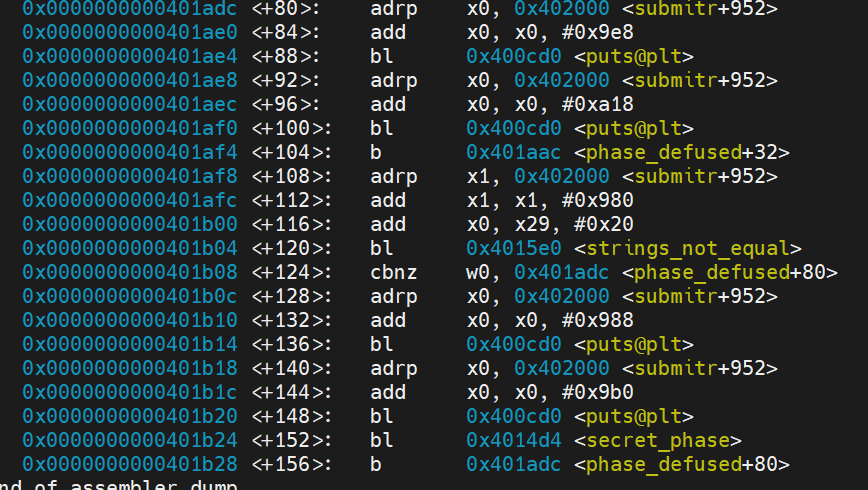 0x0000000000401adc <+80>: adrp x0, 0x402000 <submitr+952>
0x0000000000401ae0 <+84>: add x0, x0, #0x9e8
0x0000000000401ae4 <+88>: bl 0x400cd0 <puts@plt>
0x0000000000401ae8 <+92>: adrp x0, 0x402000 <submitr+952>
0x0000000000401aec <+96>: add x0, x0, #0xa18
0x0000000000401af0 <+100>: bl 0x400cd0 <puts@plt>
0x0000000000401af4 <+104>: b 0x401aac <phase_defused+32>
0x0000000000401af8 <+108>: adrp x1, 0x402000 <submitr+952>
0x0000000000401afc <+112>: add x1, x1, #0x980
0x0000000000401b00 <+116>: add x0, x29, #0x20
0x0000000000401b04 <+120>: bl 0x4015e0 <strings_not_equal>
0x0000000000401b08 <+124>: cbnz w0, 0x401adc <phase_defused+80>
0x0000000000401b0c <+128>: adrp x0, 0x402000 <submitr+952>
0x0000000000401b10 <+132>: add x0, x0, #0x988
0x0000000000401b14 <+136>: bl 0x400cd0 <puts@plt>
0x0000000000401b18 <+140>: adrp x0, 0x402000 <submitr+952>
0x0000000000401b1c <+144>: add x0, x0, #0x9b0
0x0000000000401b20 <+148>: bl 0x400cd0 <puts@plt>
0x0000000000401b24 <+152>: bl 0x4014d4 <secret_phase>
0x0000000000401b28 <+156>: b 0x401adc <phase_defused+80>
nd of assembler dump